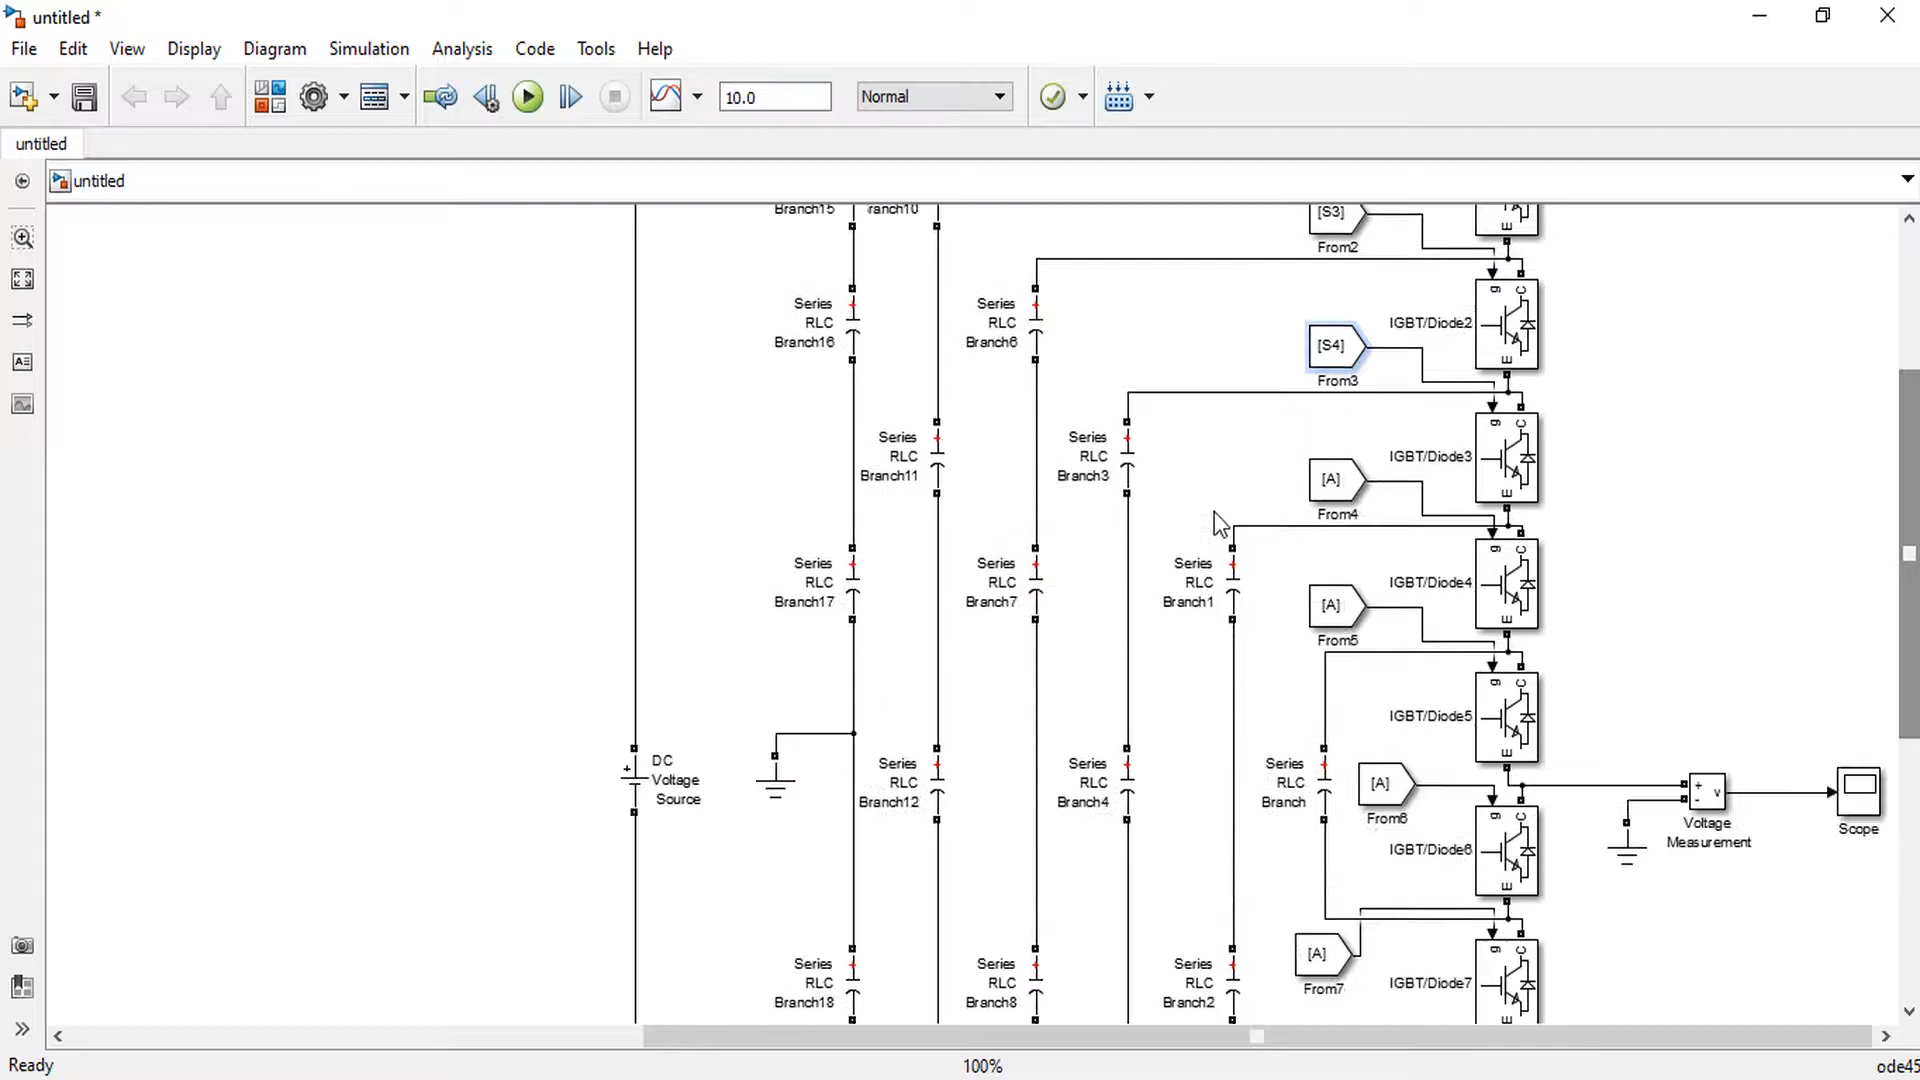 untitled *
File Edit View Display Diagram Simulation Analysis Code Tools Help
10.0 Normal
untitled
untitled
Branch15
ranch10
[S3]
From2
E
g C
IGBT/Diode2
E
Series
RLC
Branch16
Series
RLC
Branch6
[S4]
From3
g C
IGBT/Diode3
E
Series
RLC
Branch11
Series
RLC
Branch3
[A]
From4
g C
IGBT/Diode4
E
Series
RLC
Branch17
Series
RLC
Branch7
Series
RLC
Branch1
[A]
From5
g C
IGBT/Diode5
E
DC
Voltage
Source
Series
RLC
Branch12
Series
RLC
Branch4
Series
RLC
Branch
[A]
From6
g C
IGBT/Diode6
E
+
-
v
Voltage
Measurement
Scope
Series
RLC
Branch18
Series
RLC
Branch8
Series
RLC
Branch2
[A]
From7
g C
IGBT/Diode7
E
Ready 100% ode45